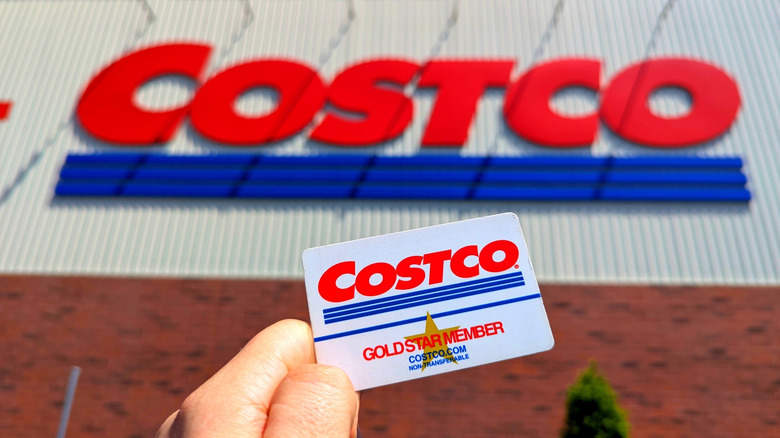 COSTCO
COSTCO®
GOLD STAR MEMBER
COSTCO.COM
NON-TRANSFERABLE